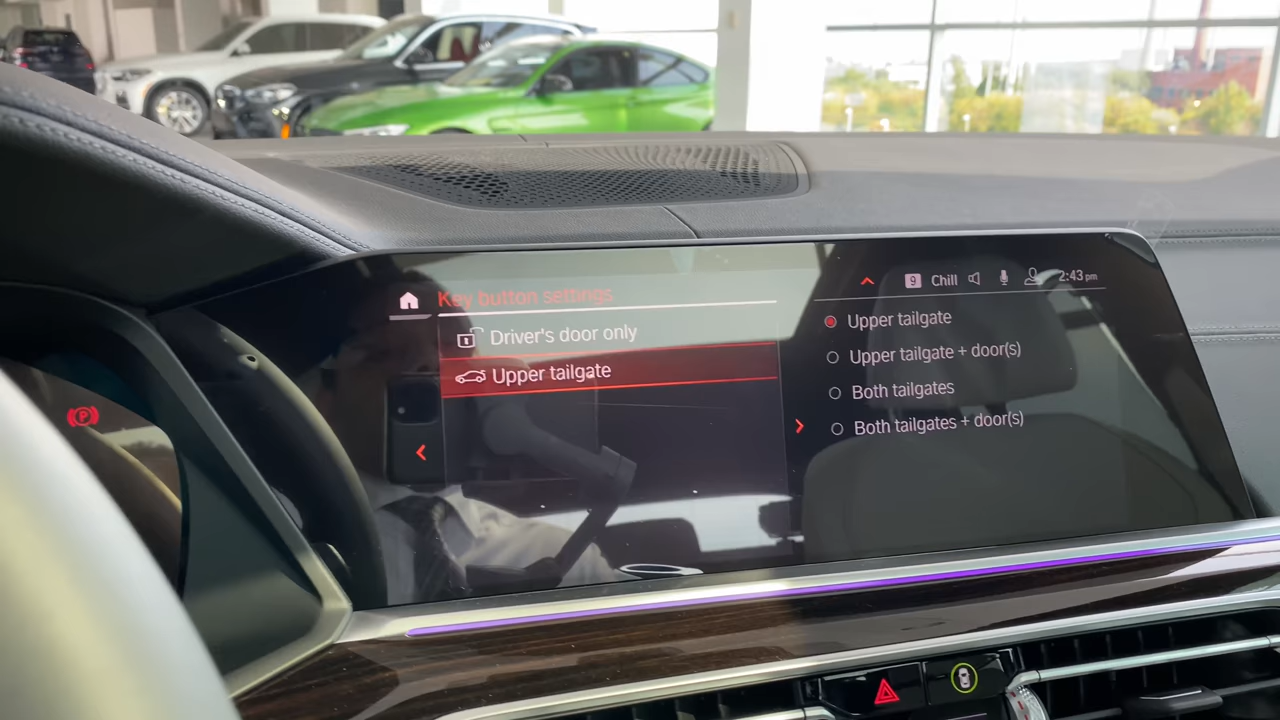 Key button settings
Driver's door only
Upper tailgate
9 Chill 2:43 pm
Upper tailgate
Upper tailgate + door(s)
Both tailgates
Both tailgates + door(s)
P